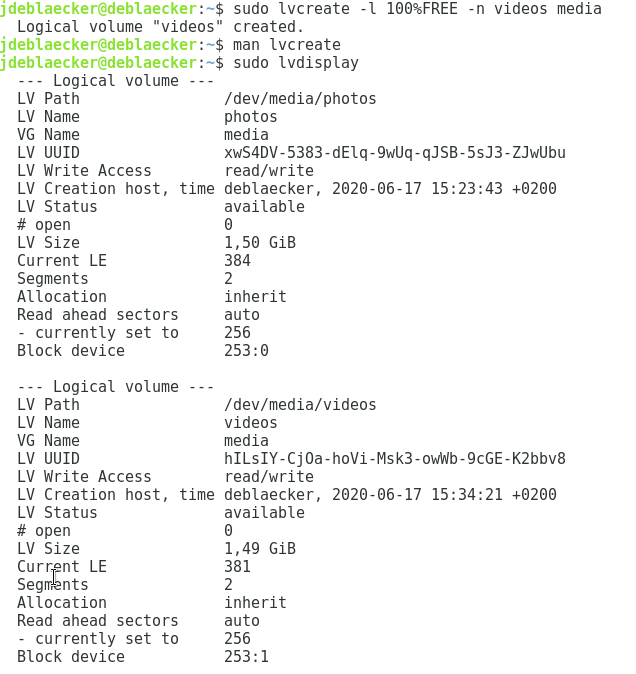 jdeblaecker@deblaecker:~$ sudo lvcreate -l 100%FREE -n videos media
  Logical volume "videos" created.
jdeblaecker@deblaecker:~$ man lvcreate
jdeblaecker@deblaecker:~$ sudo lvdisplay
  --- Logical volume ---
  LV Path                /dev/media/photos
  LV Name                photos
  VG Name                media
  LV UUID                xwS4DV-5383-dElq-9wUq-qJSB-5sJ3-ZJwUbu
  LV Write Access        read/write
  LV Creation host, time deblaecker, 2020-06-17 15:23:43 +0200
  LV Status              available
  # open                 0
  LV Size                1,50 GiB
  Current LE             384
  Segments               2
  Allocation             inherit
  Read ahead sectors     auto
  - currently set to     256
  Block device           253:0

  --- Logical volume ---
  LV Path                /dev/media/videos
  LV Name                videos
  VG Name                media
  LV UUID                hILsIY-CjOa-hoVi-Msk3-owWb-9cGE-K2bbv8
  LV Write Access        read/write
  LV Creation host, time deblaecker, 2020-06-17 15:34:21 +0200
  LV Status              available
  # open                 0
  LV Size                1,49 GiB
  Current LE             381
  Segments               2
  Allocation             inherit
  Read ahead sectors     auto
  - currently set to     256
  Block device           253:1